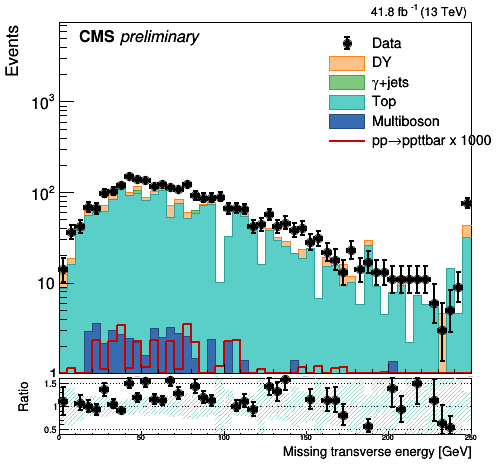 41.8 fb⁻¹ (13 TeV)
CMS preliminary
Events
Data
DY
γ+jets
Top
Multiboson
pp→ppttbar x 1000
10³
10²
10
1
Ratio
1.5
1
0.5
0 50 100 150 200 250
Missing transverse energy [GeV]